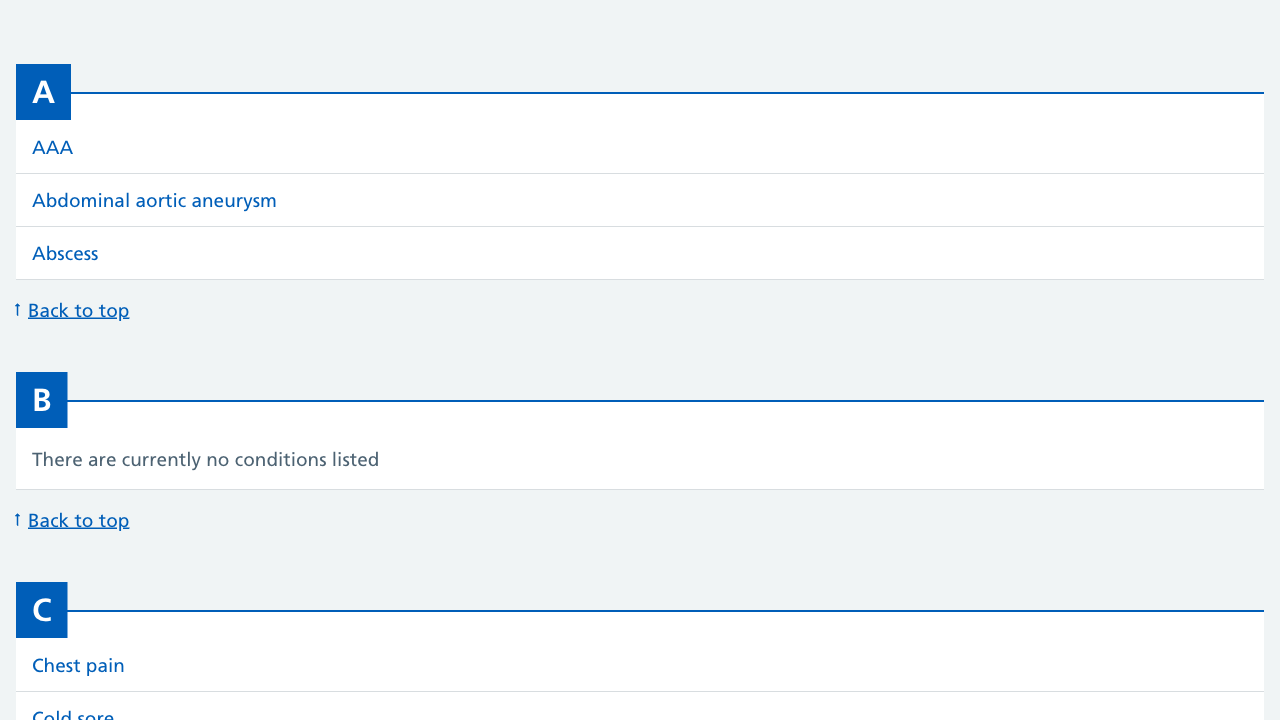 A
AAA
Abdominal aortic aneurysm
Abscess
↑ Back to top
B
There are currently no conditions listed
↑ Back to top
C
Chest pain
Cold sore